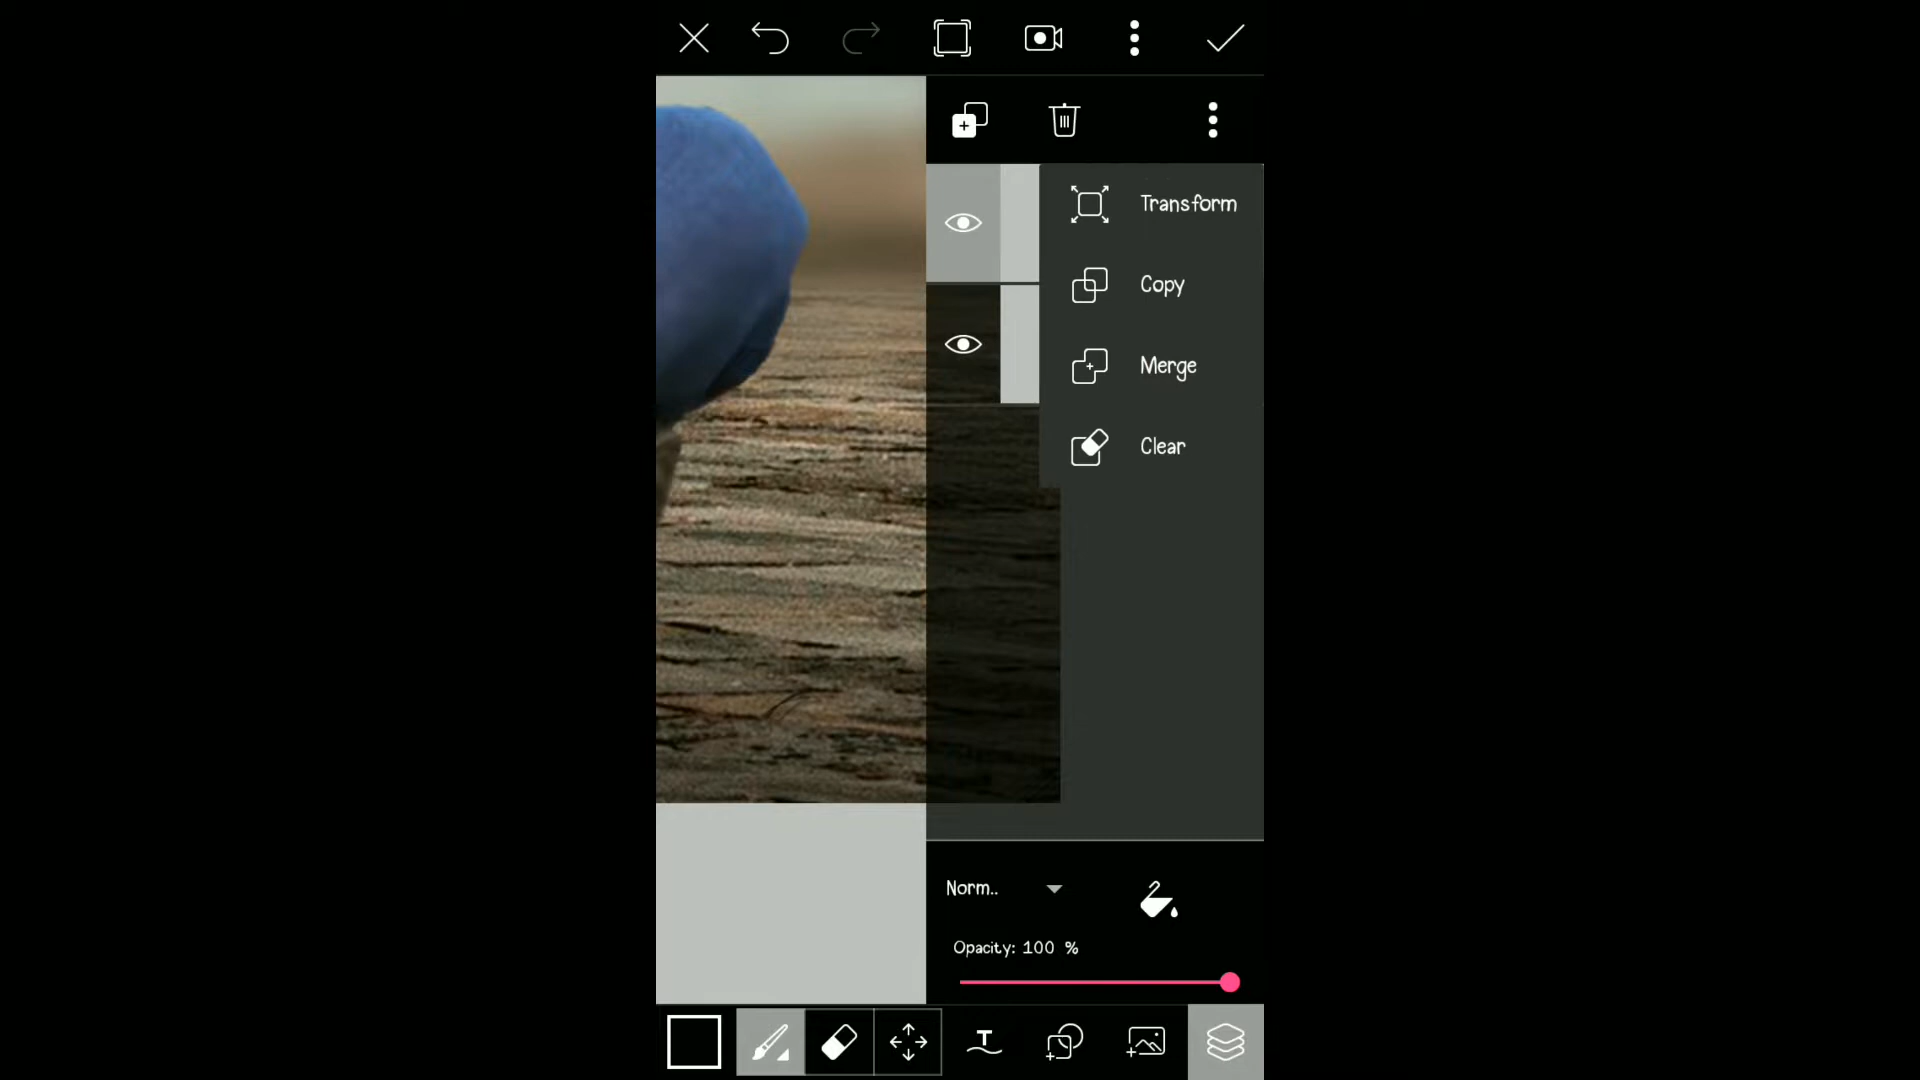 Transform
Copy
Merge
Clear
Norm..
Opacity: 100 %
T